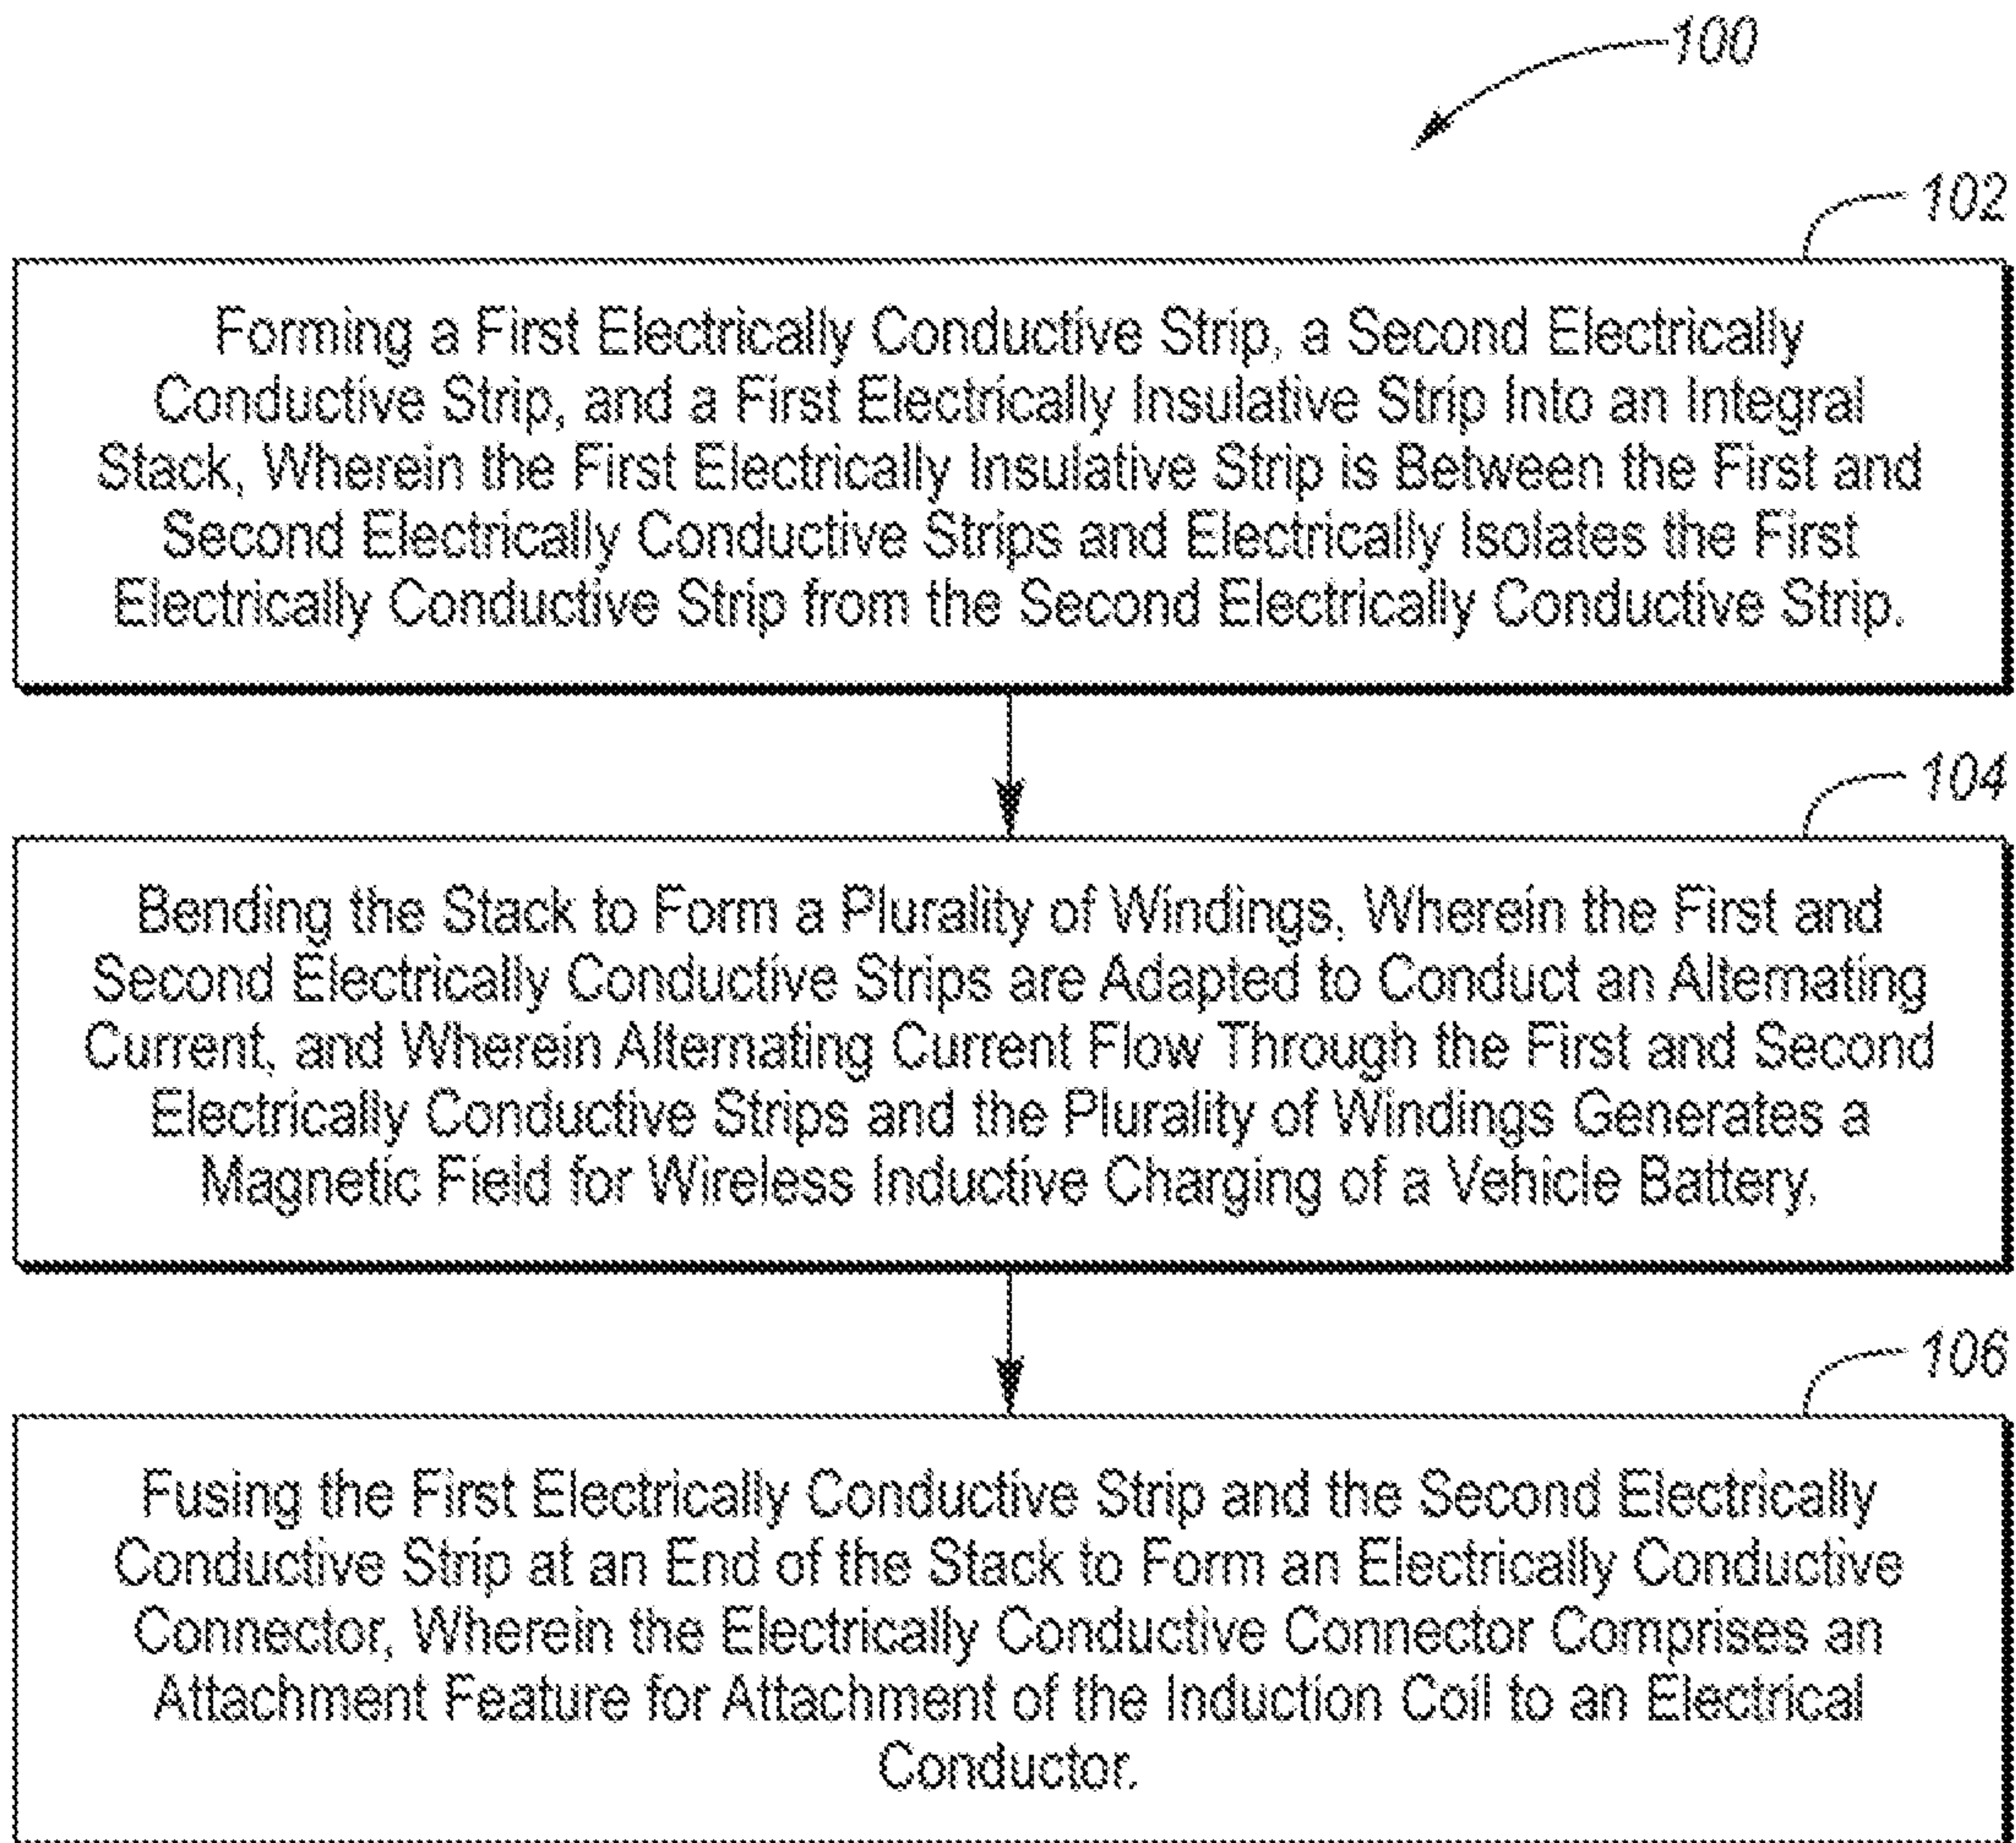 100
102
Forming a First Electrically Conductive Strip, a Second Electrically
Conductive Strip, and a First Electrically Insulative Strip Into an Integral
Stack, Wherein the First Electrically Insulative Strip is Between the First and
Second Electrically Conductive Strips and Electrically Isolates the First
Electrically Conductive Strip from the Second Electrically Conductive Strip.
104
Bending the Stack to Form a Plurality of Windings, Wherein the First and
Second Electrically Conductive Strips are Adapted to Conduct an Alternating
Current, and Wherein Alternating Current Flow Through the First and Second
Electrically Conductive Strips and the Plurality of Windings Generates a
Magnetic Field for Wireless Inductive Charging of a Vehicle Battery.
106
Fusing the First Electrically Conductive Strip and the Second Electrically
Conductive Strip at an End of the Stack to Form an Electrically Conductive
Connector, Wherein the Electrically Conductive Connector Comprises an
Attachment Feature for Attachment of the Induction Coil to an Electrical
Conductor.